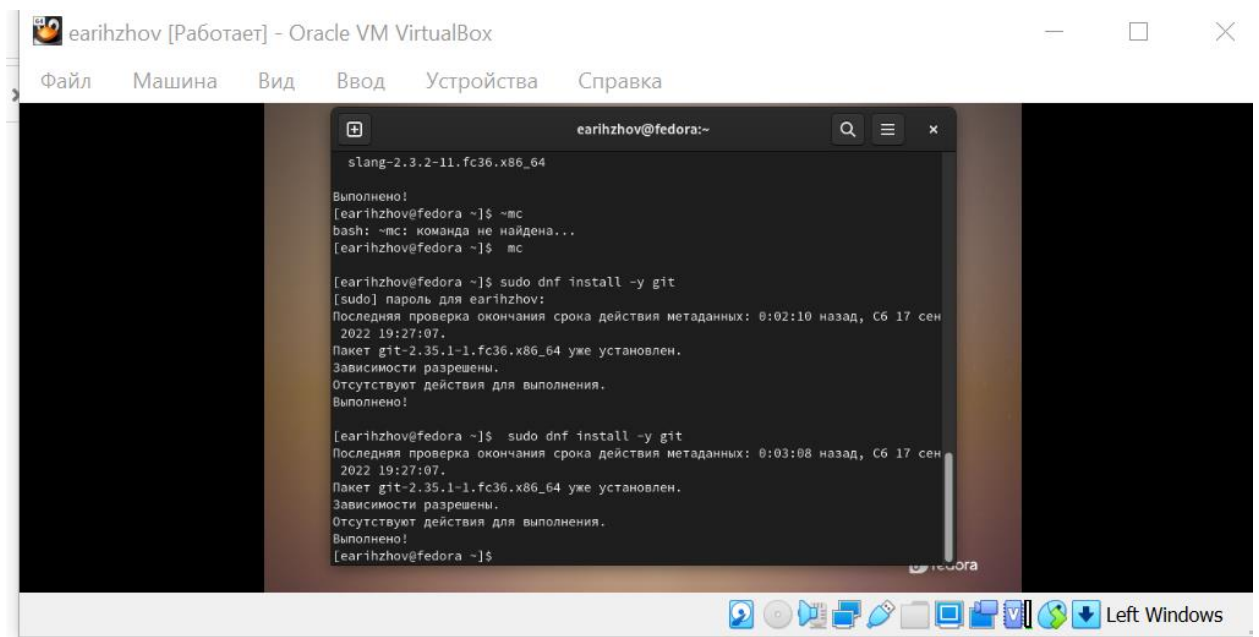 earihzhov [Работает] - Oracle VM VirtualBox
Файл Машина Вид Ввод Устройства Справка
earihzhov@fedora:~
slang-2.3.2-11.fc36.x86_64
Выполнено!
[earihzhov@fedora ~]$ ~mc
bash: ~mc: команда не найдена...
[earihzhov@fedora ~]$  mc
[earihzhov@fedora ~]$ sudo dnf install -y git
[sudo] пароль для earihzhov:
Последняя проверка окончания срока действия метаданных: 0:02:10 назад, Сб 17 сен
2022 19:27:07.
Пакет git-2.35.1-1.fc36.x86_64 уже установлен.
Зависимости разрешены.
Отсутствуют действия для выполнения.
Выполнено!
[earihzhov@fedora ~]$  sudo dnf install -y git
Последняя проверка окончания срока действия метаданных: 0:03:08 назад, Сб 17 сен
2022 19:27:07.
Пакет git-2.35.1-1.fc36.x86_64 уже установлен.
Зависимости разрешены.
Отсутствуют действия для выполнения.
Выполнено!
[earihzhov@fedora ~]$
fedora
Left Windows